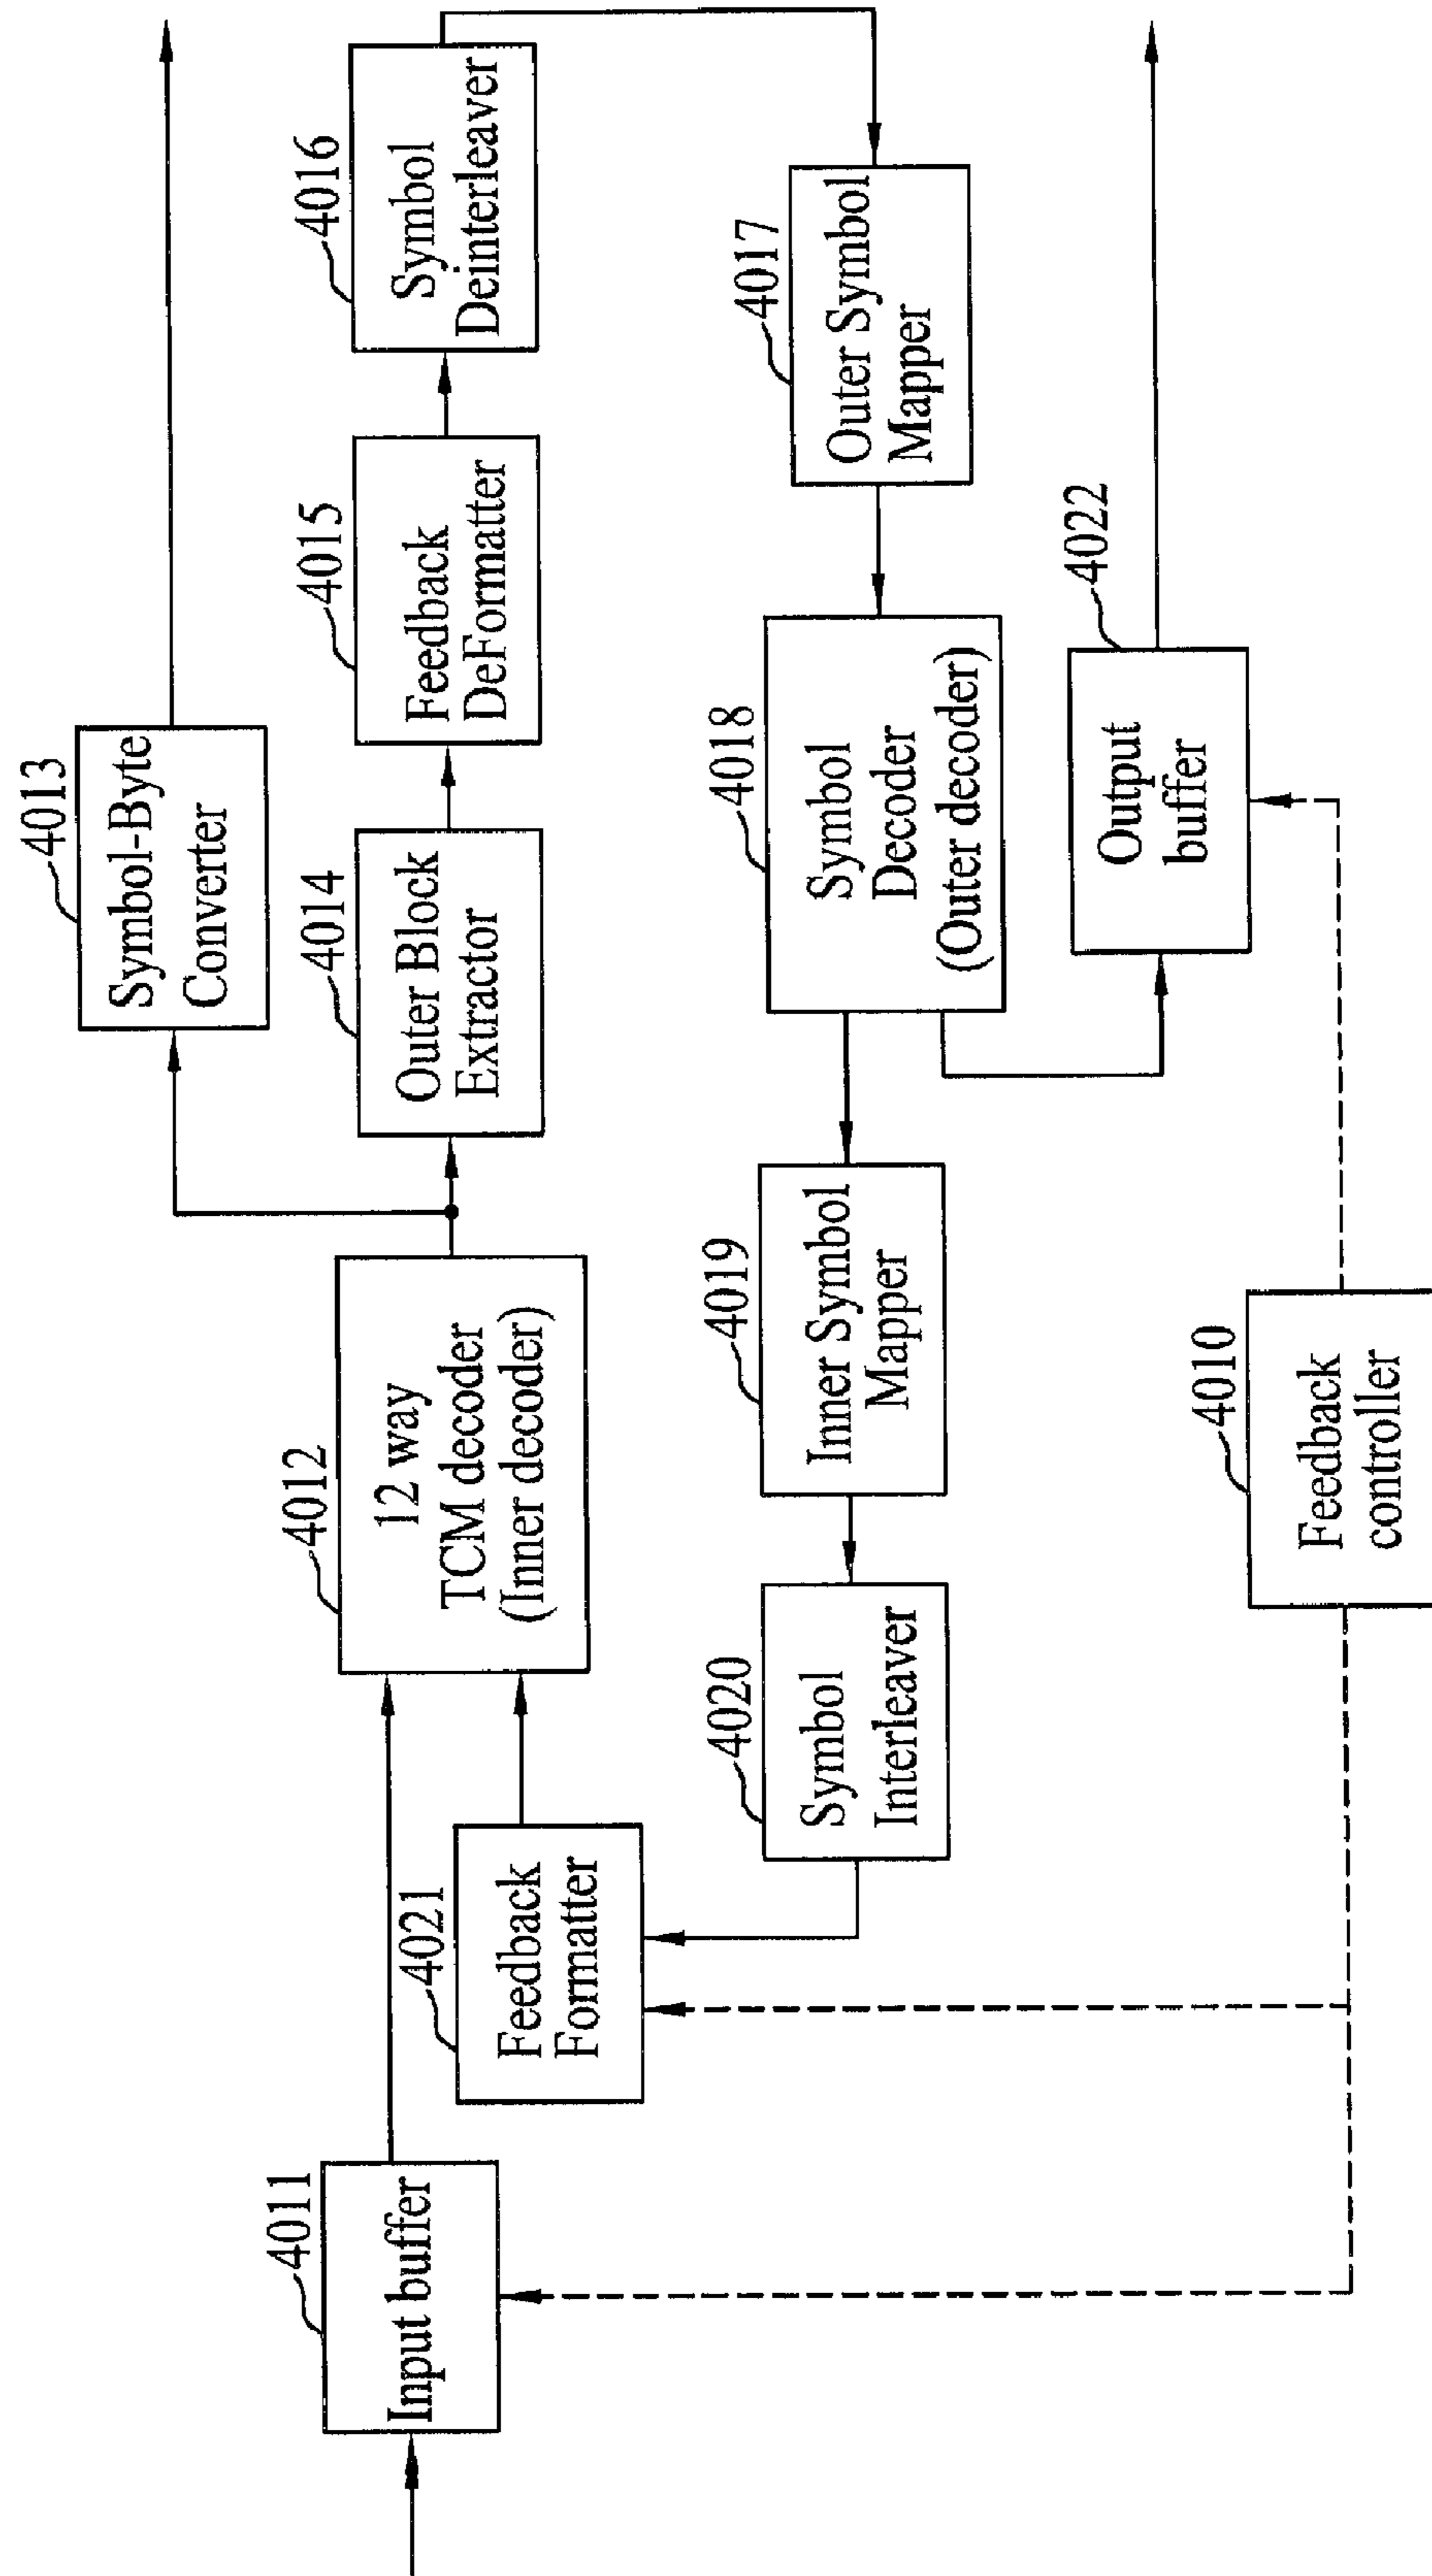 4011
Input buffer
4012
12 way
TCM decoder
(Inner decoder)
4013
Symbol-Byte
Converter
4014
Outer Block
Extractor
4015
Feedback
DeFormatter
4016
Symbol
Deinterleaver
4017
Outer Symbol
Mapper
4018
Symbol
Decoder
(Outer decoder)
4019
Inner Symbol
Mapper
4020
Symbol
Interleaver
4021
Feedback
Formatter
4022
Output
buffer
4010
Feedback
controller